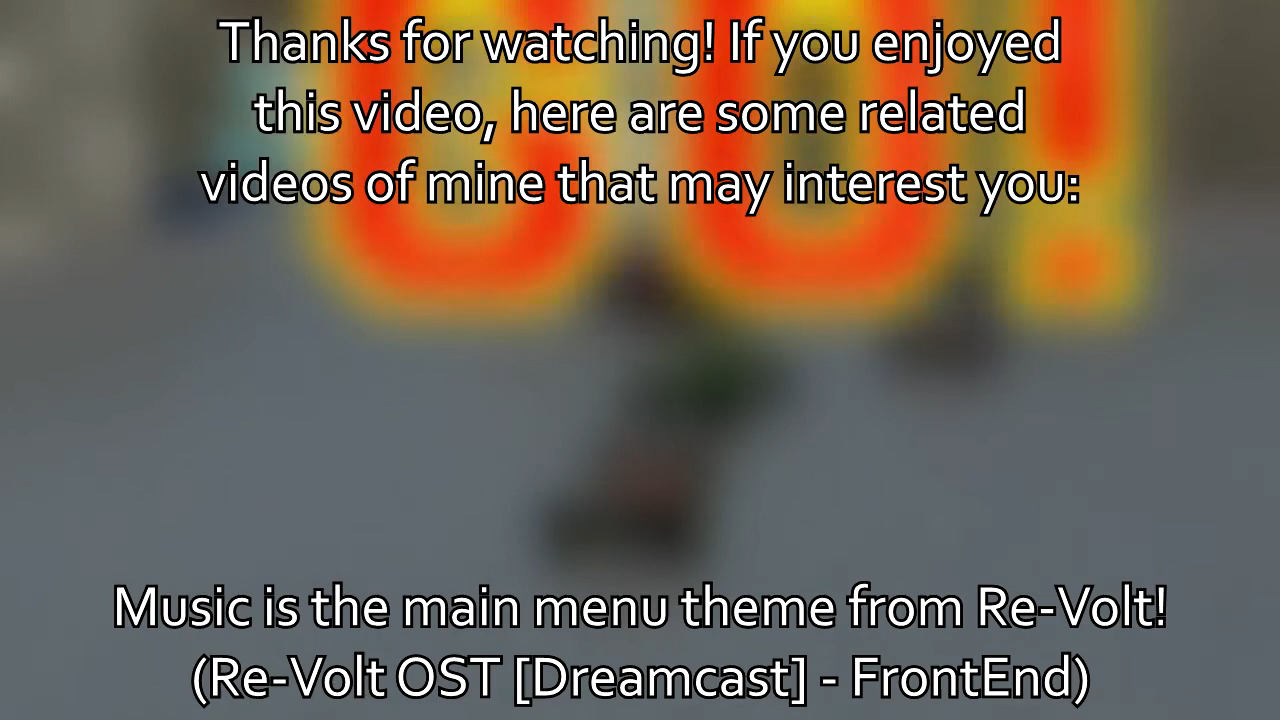 GO!
Thanks for watching! If you enjoyed
this video, here are some related
videos of mine that may interest you:
Music is the main menu theme from Re-Volt!
(Re-Volt OST [Dreamcast] - FrontEnd)